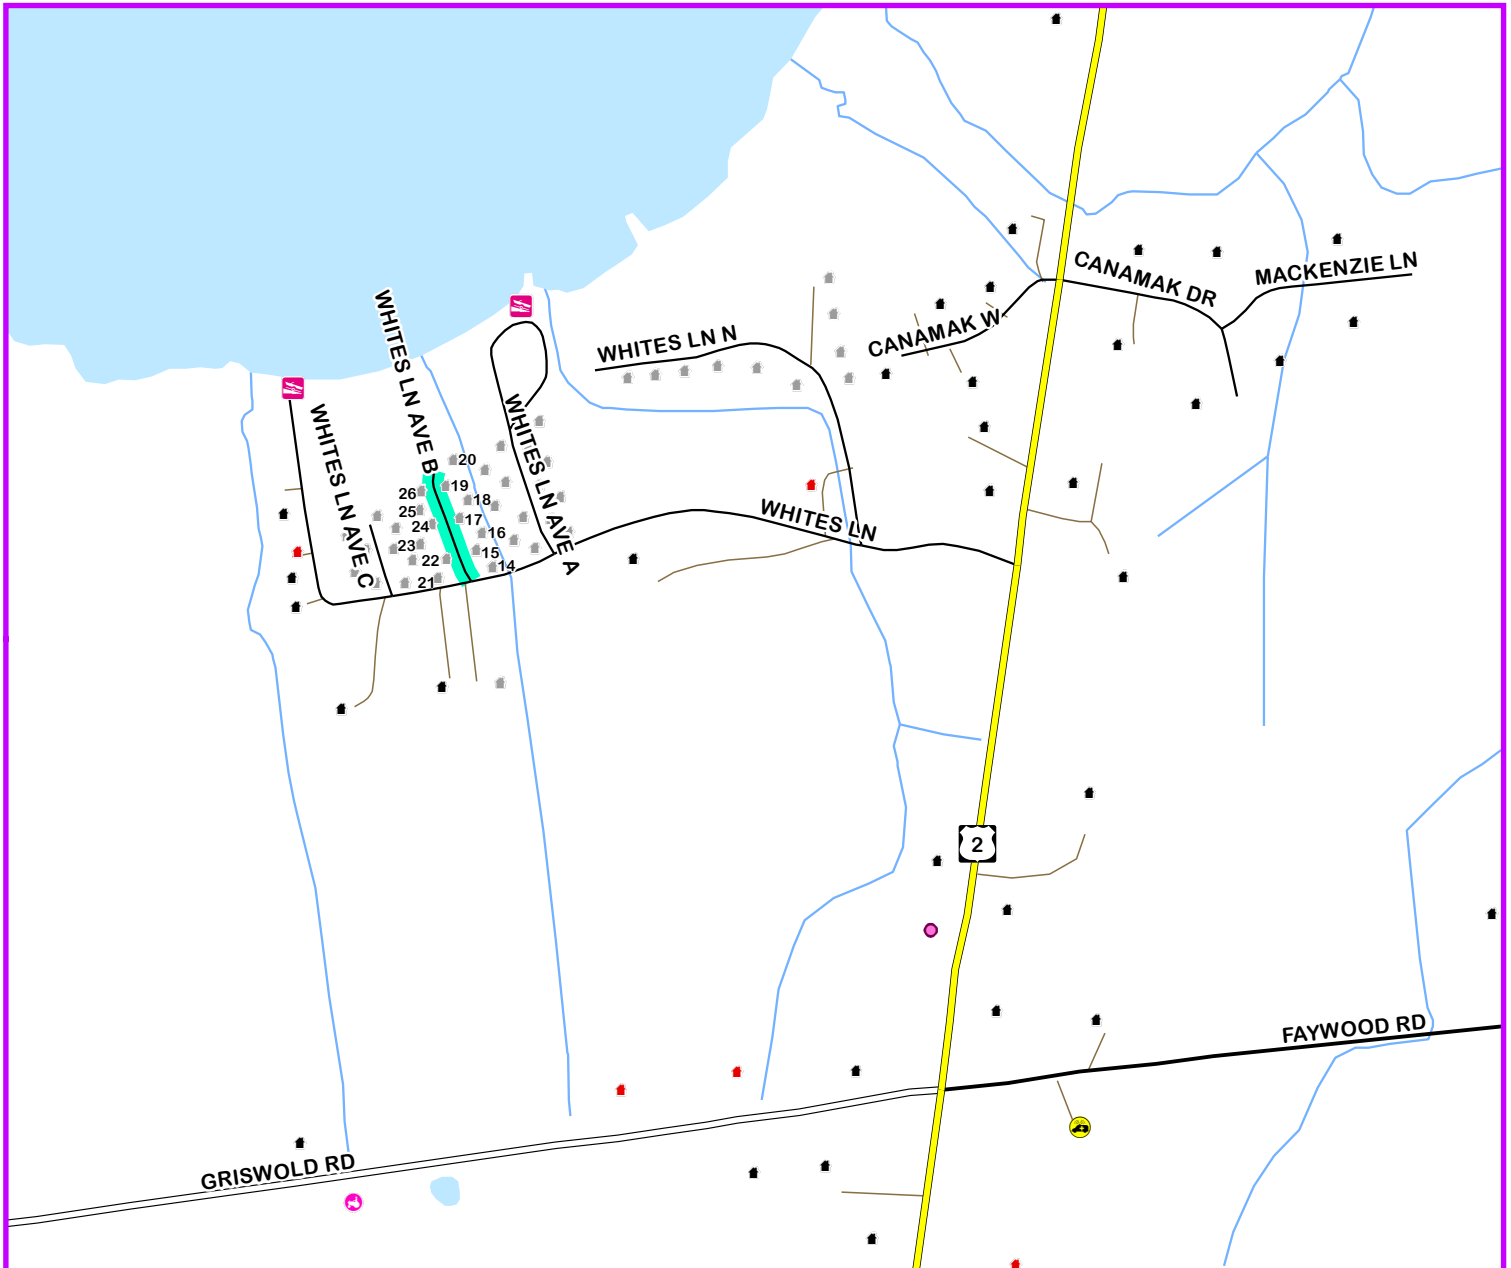 CANAMAK DR
MACKENZIE LN
CANAMAK W
WHITES LN N
WHITES LN AVE B
WHITES LN AVE A
WHITES LN AVE C
WHITES LN
20
19
26
18
25
17
24
16
23
15
22
14
21
2
FAYWOOD RD
GRISWOLD RD